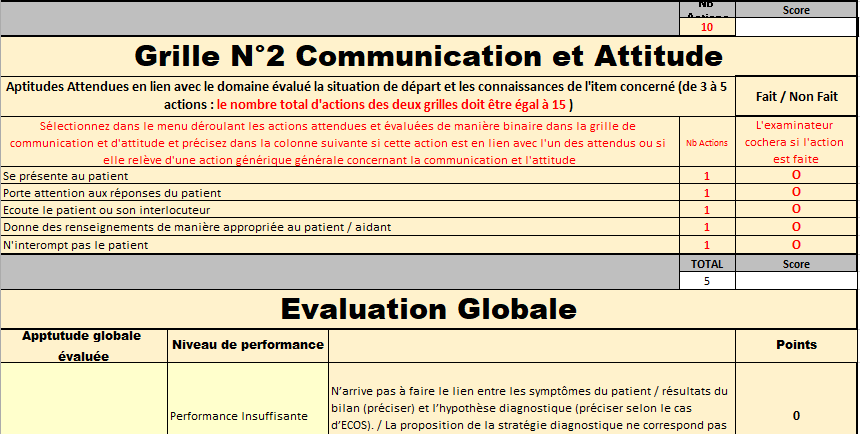 Nb
Actions
Score
10
Grille N°2 Communication et Attitude
Aptitudes Attendues en lien avec le domaine évalué la situation de départ et les connaissances de l'item concerné (de 3 à 5
actions : le nombre total d'actions des deux grilles doit être égal à 15 )
Fait / Non Fait
Sélectionnez dans le menu déroulant les actions attendues et évaluées de manière binaire dans la grille de
communication et d'attitude et précisez dans la colonne suivante si cette action est en lien avec l'un des attendus ou si
elle relève d'une action générique générale concernant la communication et l'attitude
Nb Actions
L'examinateur
cochera si l'action
est faite
Se présente au patient 1 O
Porte attention aux réponses du patient 1 O
Ecoute le patient ou son interlocuteur 1 O
Donne des renseignements de manière appropriée au patient / aidant 1 O
N'interompt pas le patient 1 O
TOTAL Score
5
Evaluation Globale
Apptutude globale
évaluée
Niveau de performance
Points
Performance Insuffisante
N’arrive pas à faire le lien entre les symptômes du patient / résultats du
bilan (préciser) et l’hypothèse diagnostique (préciser selon le cas
d’ECOS). / La proposition de la stratégie diagnostique ne correspond pas
0